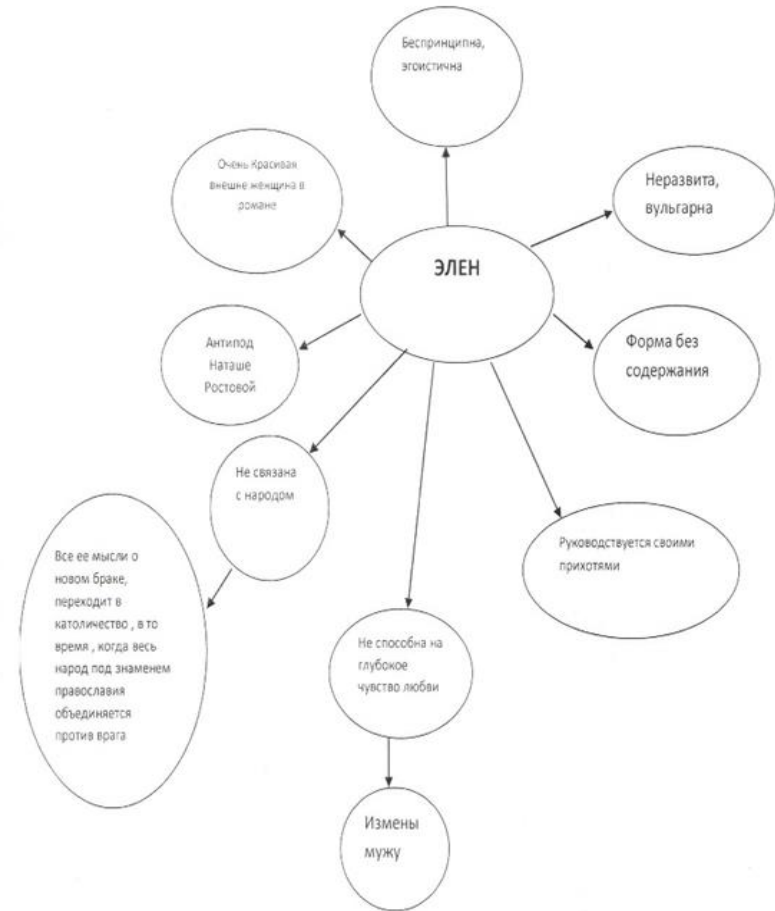 Беспринципна,
эгоистична
Очень Красивая
внешне женщина в
романе
Неразвита,
вульгарна
ЭЛЕН
Антипод
Наташе
Ростовой
Форма без
содержания
Не связана
с народом
Руководствуется своими
прихотями
Все ее мысли о
новом браке,
переходит в
католичество , в то
время , когда весь
народ под знаменем
православия
объединяется
против врага
Не способна на
глубокое
чувство любви
Измены
мужу